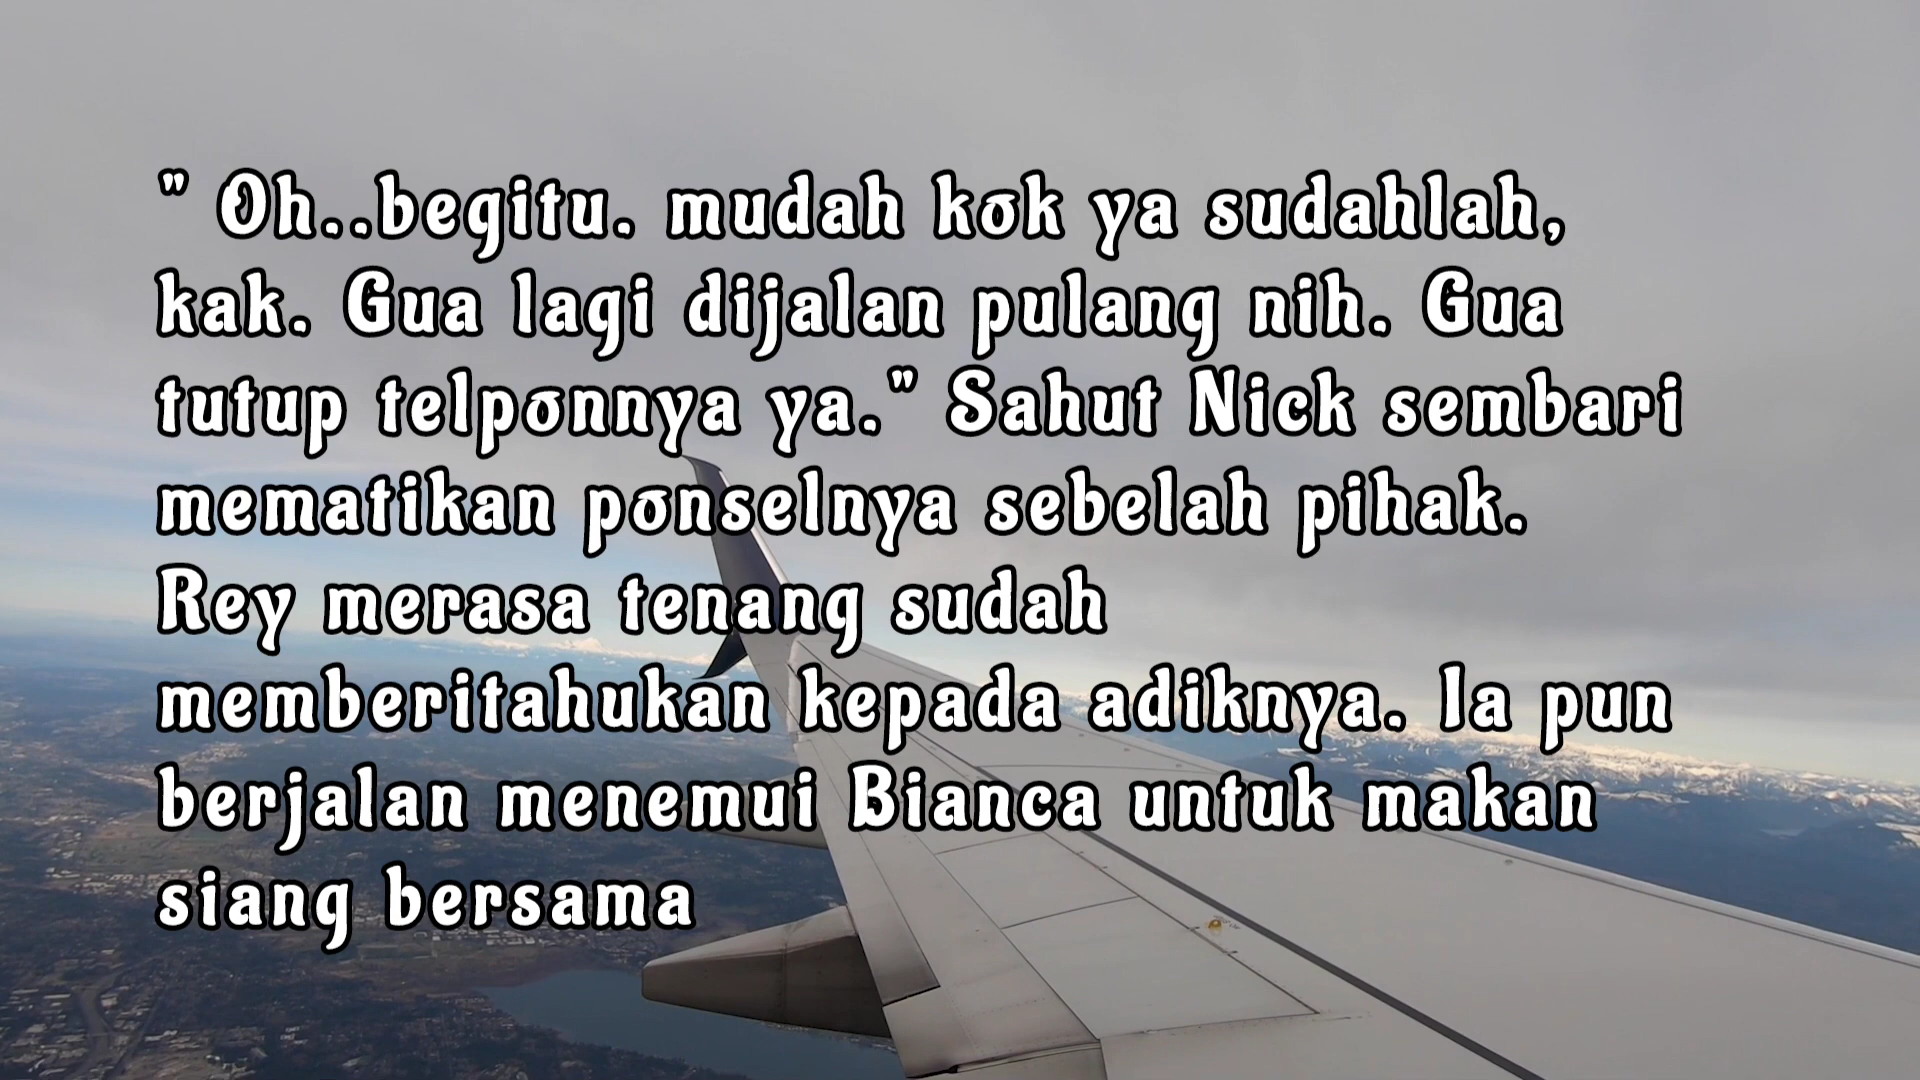 " Oh..begitu. mudah kok ya sudahlah,
kak. Gua lagi dijalan pulang nih. Gua
tutup telponnya ya." Sahut Nick sembari
mematikan ponselnya sebelah pihak.
Rey merasa tenang sudah
memberitahukan kepada adiknya. Ia pun
berjalan menemui Bianca untuk makan
siang bersama